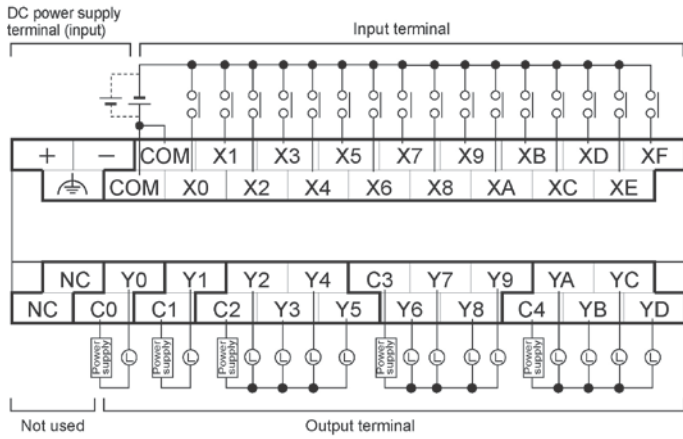 DC power supply
terminal (input)
Input terminal
+ − COM X1 X3 X5 X7 X9 XB XD XF
COM X0 X2 X4 X6 X8 XA XC XE
NC Y0 Y1 Y2 Y4 C3 Y7 Y9 YA YC
NC C0 C1 C2 Y3 Y5 Y6 Y8 C4 YB YD
Power
supply
L
Power
supply
L
Power
supply
L L L L
Power
supply
L L L L
Power
supply
L L L L
Not used
Output terminal